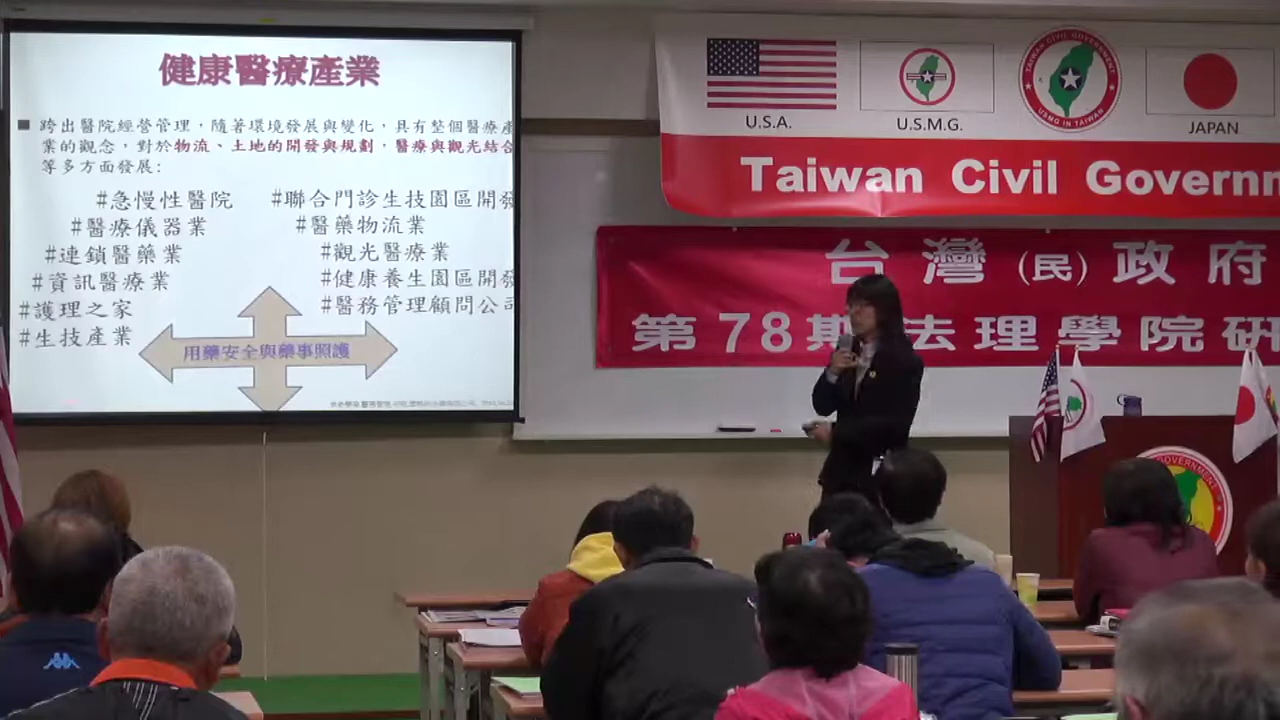 健康醫療產業
■ 跨出醫院經營管理，隨著環境發展與變化，具有整個醫療產
業的觀念，對於物流、土地的開發與規劃，醫療與觀光結合
等多方面發展：
#急慢性醫院
#醫療儀器業
#連鎖醫藥業
#資訊醫療業
#護理之家
#生技產業
#聯合門診生技園區開發
#醫藥物流業
#觀光醫療業
#健康養生園區開發
#醫務管理顧問公司
用藥安全與藥事照護
U.S.A.
U.S.M.G.
TAIWAN CIVIL GOVERNMENT
USMG IN TAIWAN
JAPAN
Taiwan Civil Governm
台灣(民)政府
第78期法理學院研
GOVERNMENT